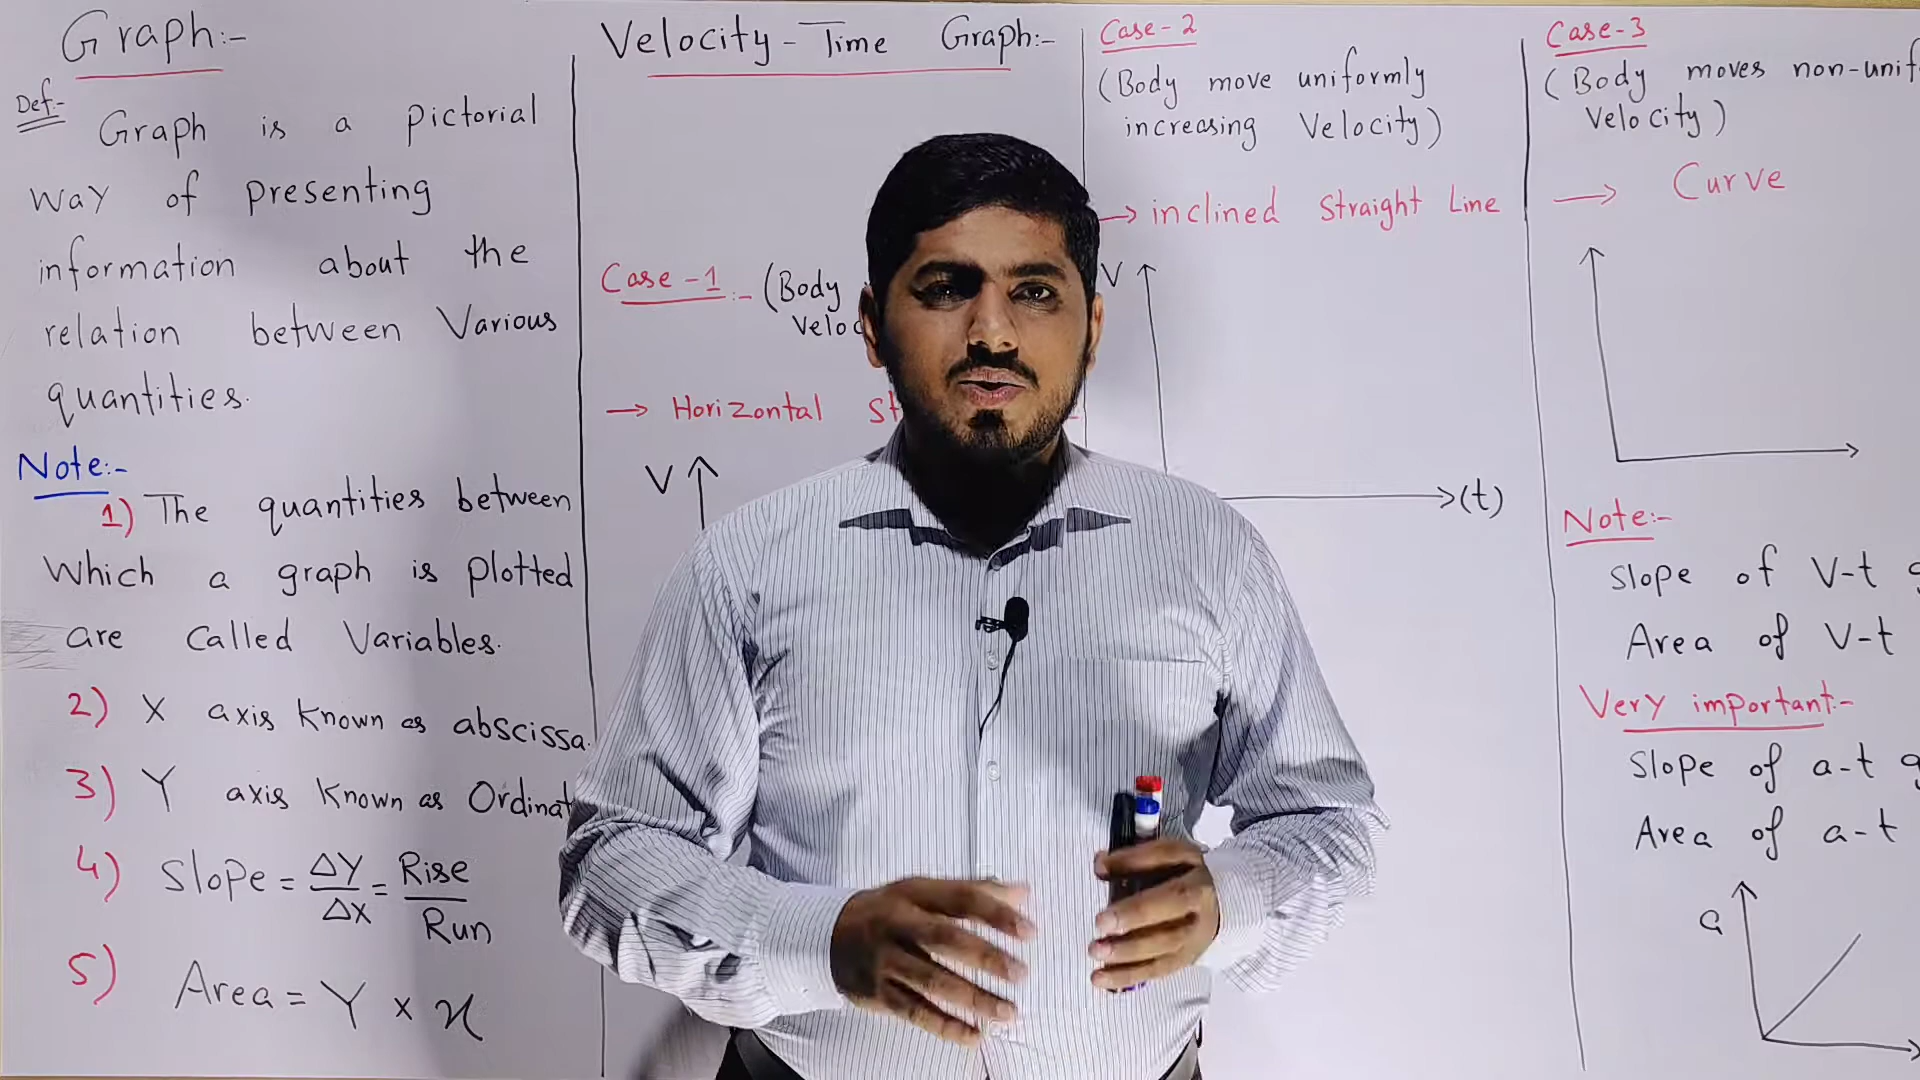 Graph:-
Def:-
Graph is a pictorial
way of presenting
information about the
relation between Various
quantities.
Note:-
1) The quantities between
Which a graph is plotted
are called Variables.
2) X axis known as abscissa.
3) Y axis known as Ordinat
4) Slope = ΔY/ΔX = Rise/Run
5) Area = Y × x
Velocity - Time Graph:-
Case-1:- (Body
Horizontal
V
Case-2
(Body move uniformly
increasing Velocity)
→ inclined Straight Line
V
(t)
Case-3
(Body moves
Velocity)
→ Curve
Note:-
Slope of V-t
Area of V-t
Very important:-
Slope of a-t
Area of a-t
a